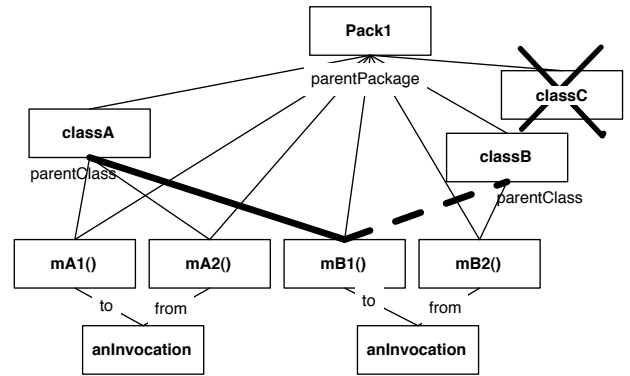 Pack1
parentPackage
classC
classA
classB
parentClass
parentClass
mA1()
mA2()
mB1()
mB2()
to
from
to
from
anInvocation
anInvocation